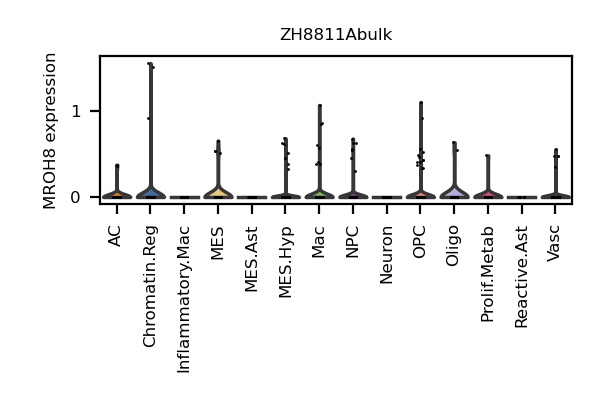 ZH8811Abulk
MROH8 expression
1
0
AC
Chromatin.Reg
Inflammatory.Mac
MES
MES.Ast
MES.Hyp
Mac
NPC
Neuron
OPC
Oligo
Prolif.Metab
Reactive.Ast
Vasc